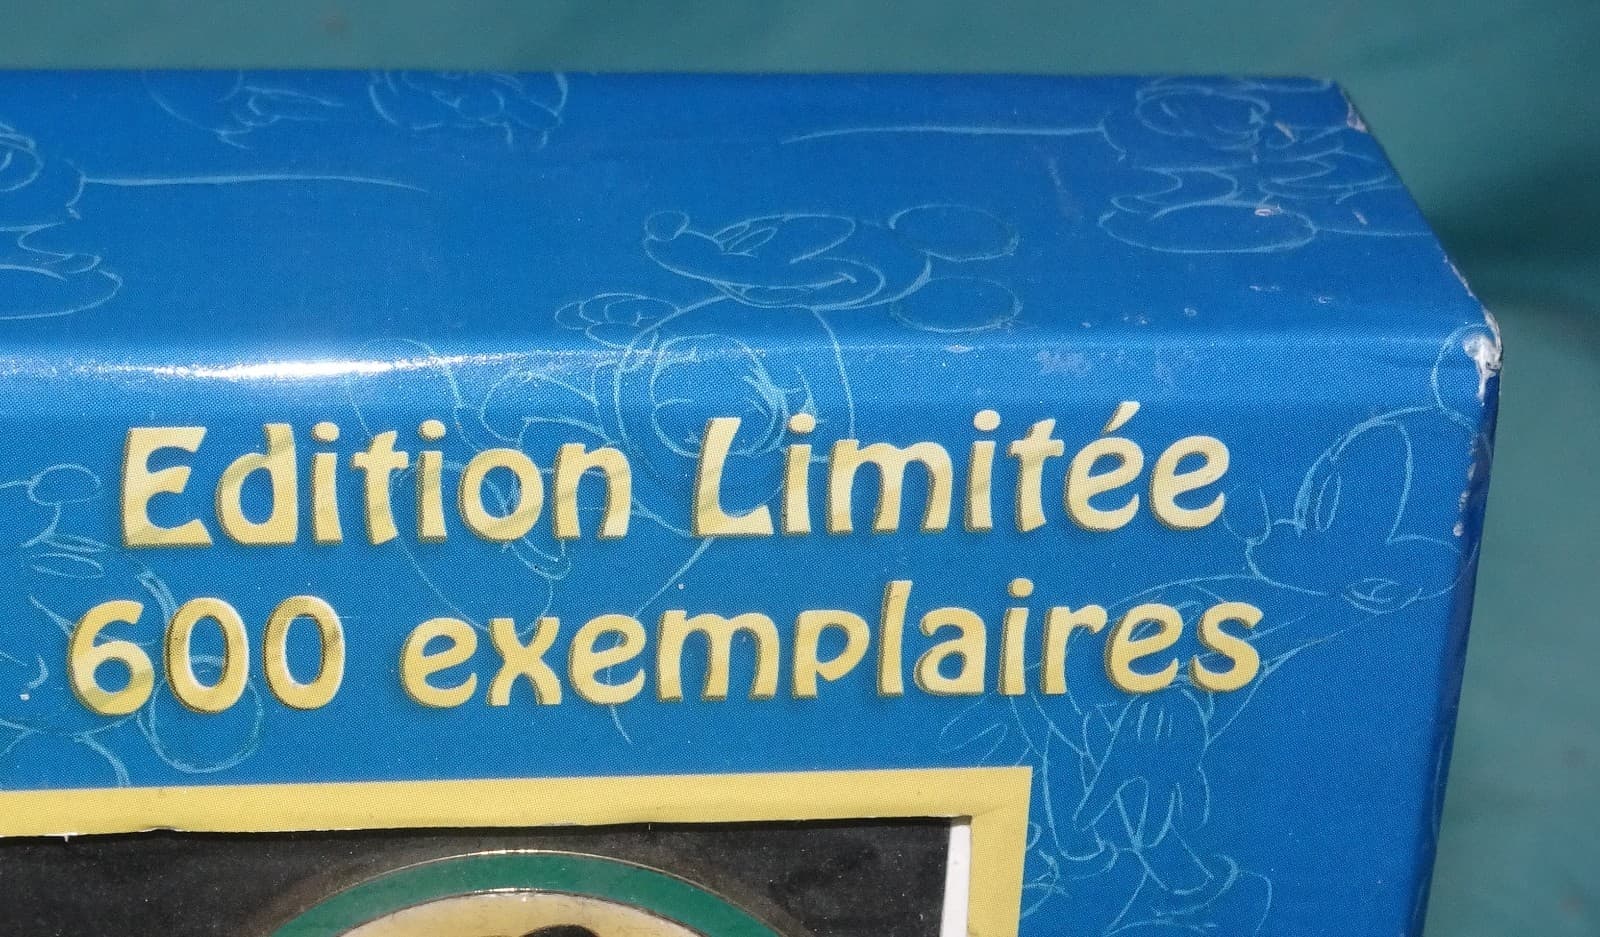 Edition Limitée
600 exemplaires